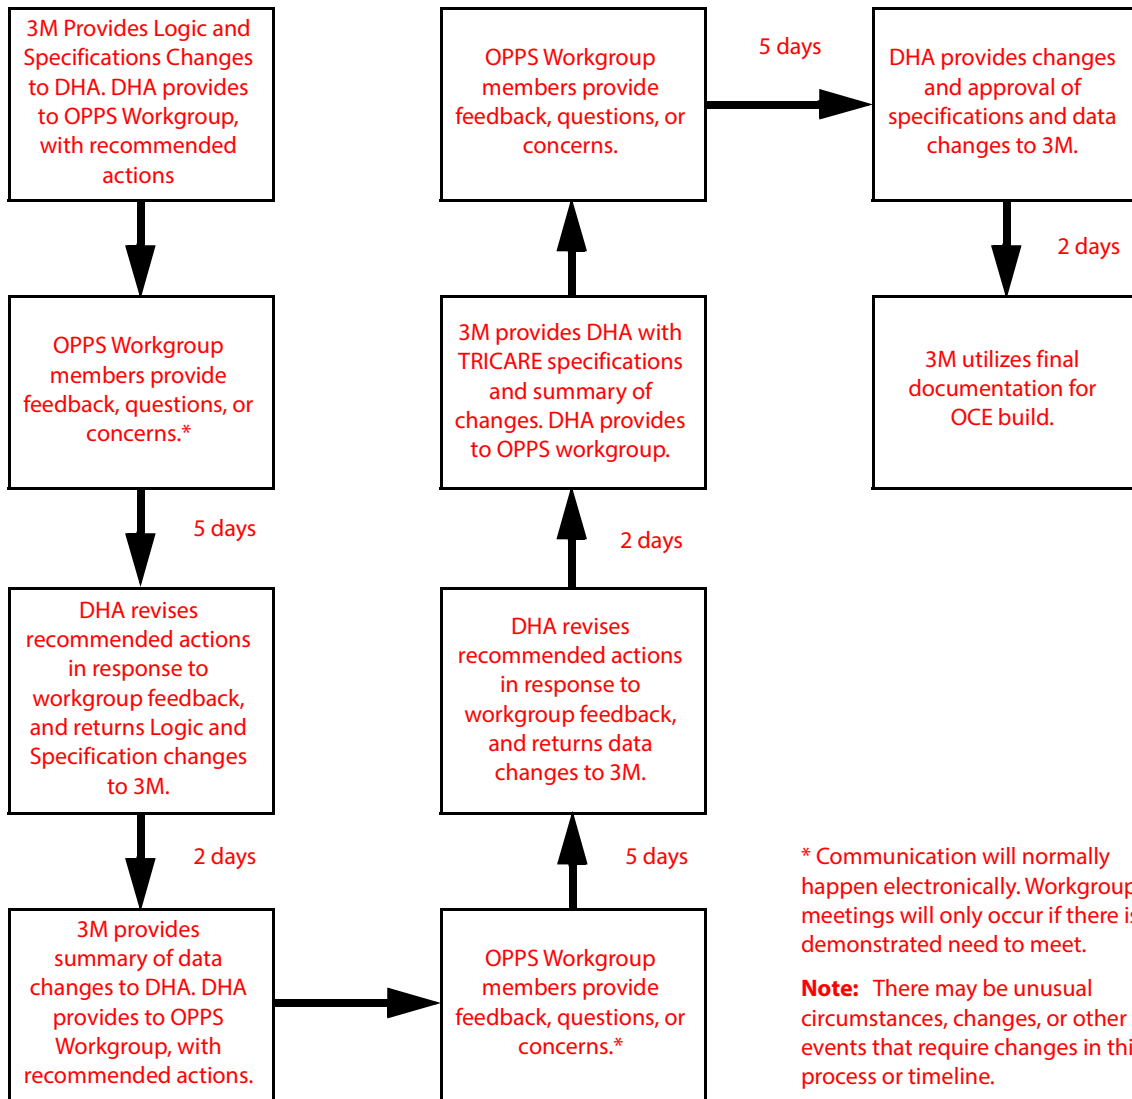 3M Provides Logic and
Specifications Changes
to DHA. DHA provides
to OPPS Workgroup,
with recommended
actions
OPPS Workgroup
members provide
feedback, questions, or
concerns.*
5 days
DHA revises
recommended actions
in response to
workgroup feedback,
and returns Logic and
Specification changes
to 3M.
2 days
3M provides
summary of data
changes to DHA. DHA
provides to OPPS
Workgroup, with
recommended actions.
OPPS Workgroup
members provide
feedback, questions, or
concerns.*
5 days
DHA revises
recommended actions
in response to
workgroup feedback,
and returns data
changes to 3M.
2 days
3M provides DHA with
TRICARE specifications
and summary of
changes. DHA provides
to OPPS workgroup.
OPPS Workgroup
members provide
feedback, questions, or
concerns.
5 days
DHA provides changes
and approval of
specifications and data
changes to 3M.
2 days
3M utilizes final
documentation for
OCE build.
* Communication will normally
happen electronically. Workgroup
meetings will only occur if there is
demonstrated need to meet.
Note: There may be unusual
circumstances, changes, or other
events that require changes in thi
process or timeline.